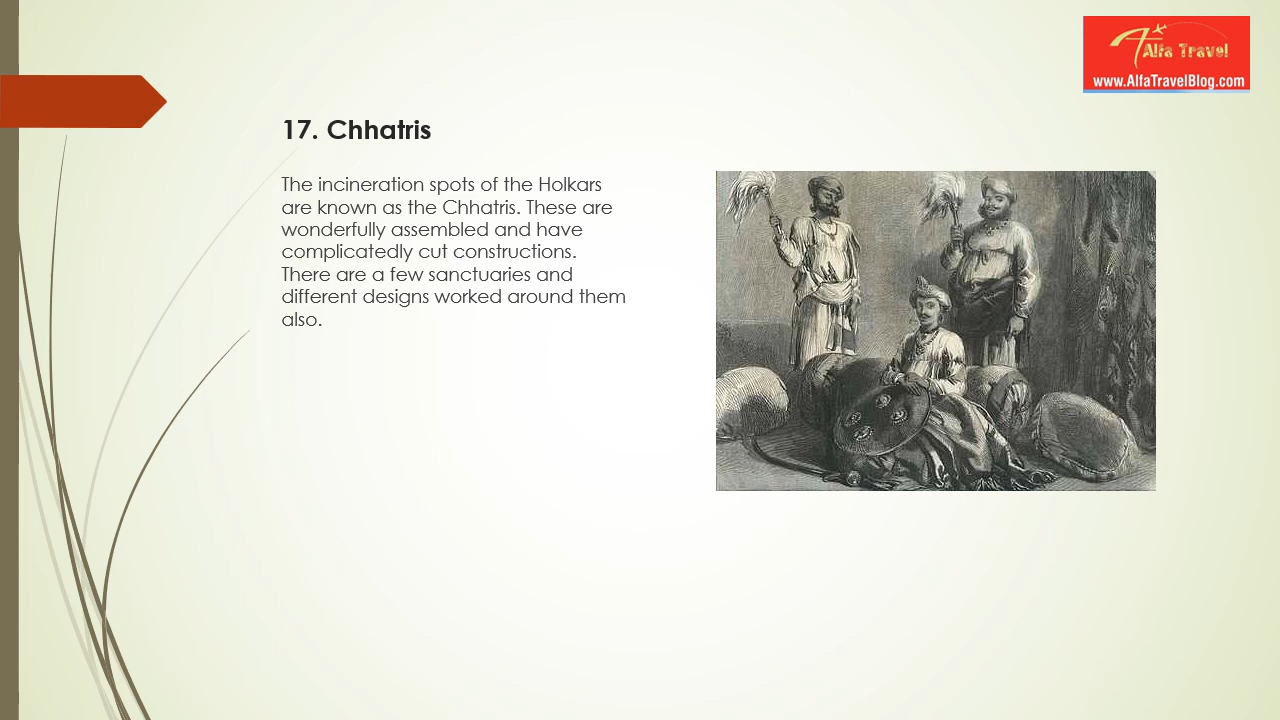 Alfa Travel
www.AlfaTravelBlog.com
17. Chhatris
The incineration spots of the Holkars
are known as the Chhatris. These are
wonderfully assembled and have
complicatedly cut constructions.
There are a few sanctuaries and
different designs worked around them
also.